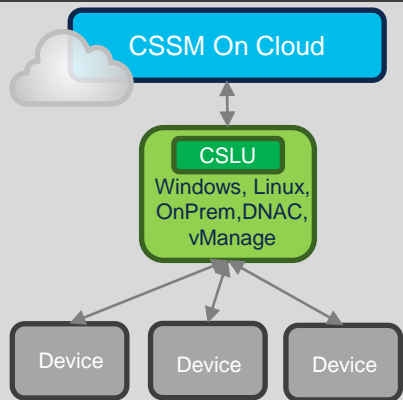 CSSM On Cloud
CSLU
Windows, Linux,
OnPrem,DNAC,
vManage
Device
Device
Device